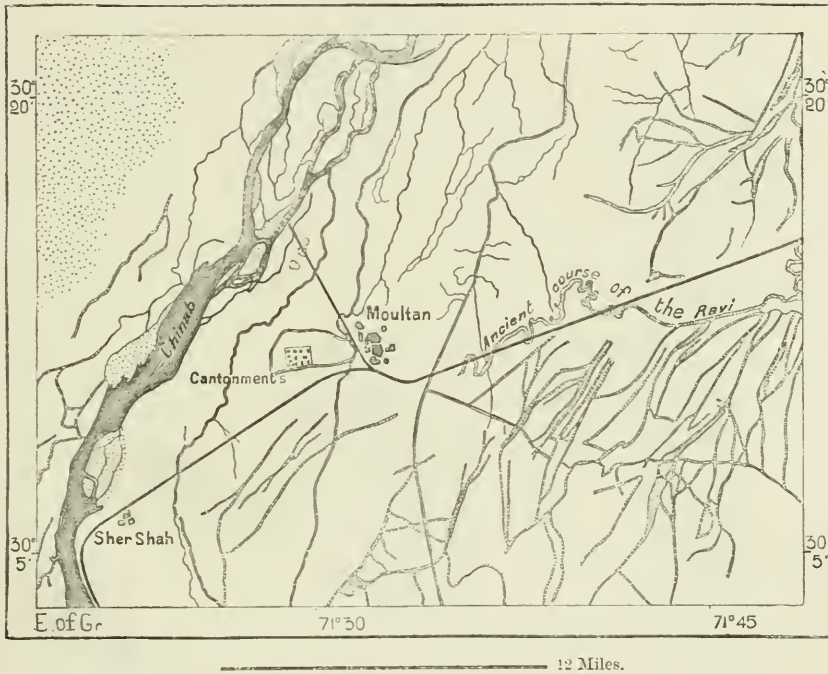 30°
20'
30°
20'
Chinab
Moultan
Ancient course of the Ravi
Cantonments
Sher Shah
30°
5'
30°
5'
E. of Gr
71°30
71°45
12 Miles.